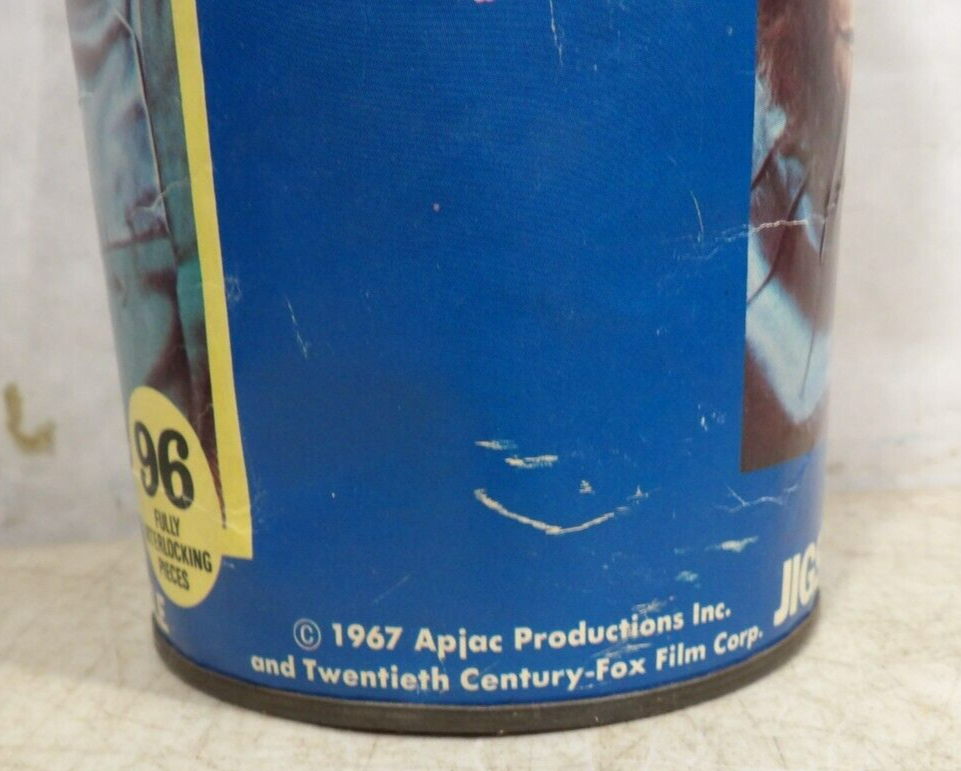 96
FULLY
INTERLOCKING
PIECES
© 1967 Apjac Productions Inc.
and Twentieth Century-Fox Film Corp.